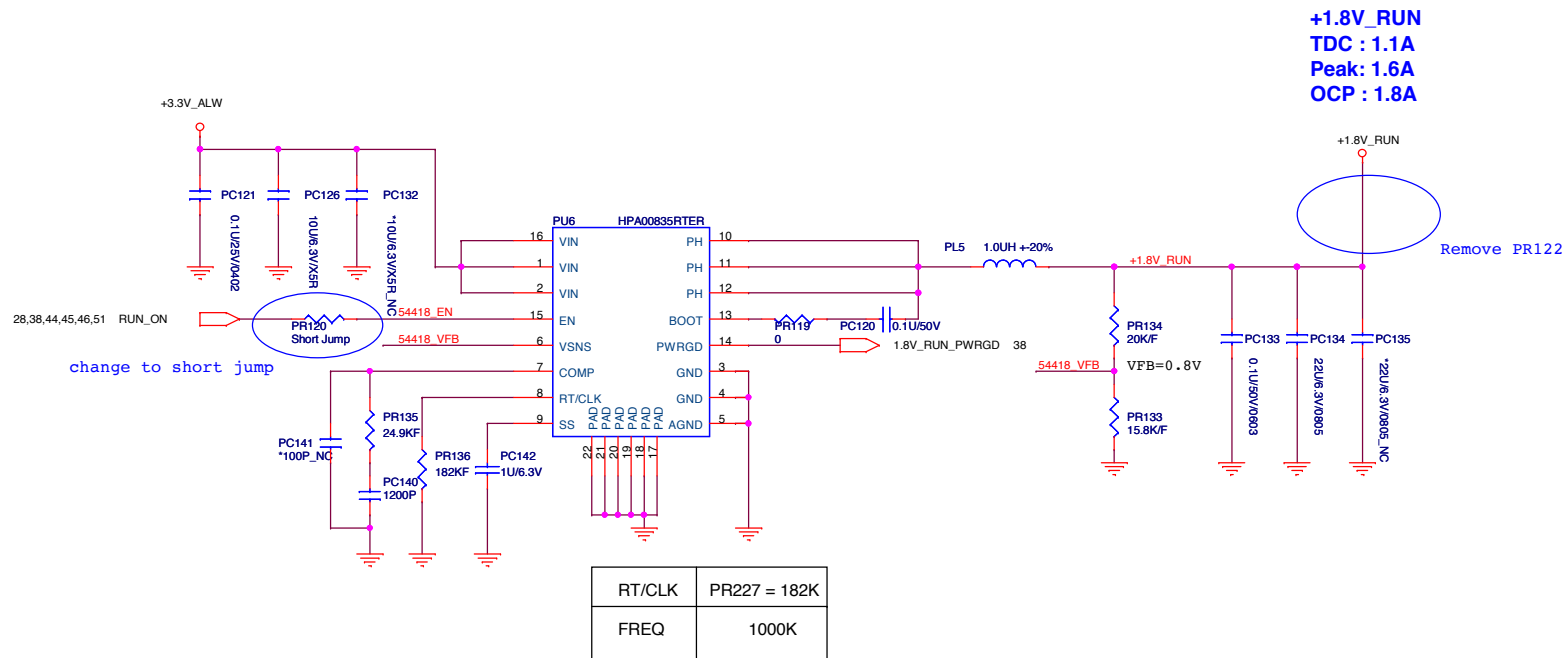 +1.8V_RUN
TDC : 1.1A
Peak: 1.6A
OCP : 1.8A
+3.3V_ALW
+1.8V_RUN
PC121
0.1U/25V/0402
PC126
10U/6.3V/X5R
PC132
*10U/6.3V/X5R_NC
Remove PR122
PU6
HPA00835RTER
16
VIN
1
VIN
2
VIN
15
EN
6
VSNS
7
COMP
8
RT/CLK
9
SS
PH
10
PH
11
PH
12
BOOT
13
PWRGD
14
GND
3
GND
4
AGND
5
PAD
22
PAD
21
PAD
20
PAD
19
PAD
18
PAD
17
PL5
1.0UH +-20%
+1.8V_RUN
28,38,44,45,46,51
RUN_ON
PR120
Short Jump
change to short jump
54418_EN
54418_VFB
PR119
0
PC120
0.1U/50V
1.8V_RUN_PWRGD
38
PR134
20K/F
54418_VFB
VFB=0.8V
PR133
15.8K/F
PC133
0.1U/50V/0603
PC134
22U/6.3V/0805
PC135
*22U/6.3V/0805_NC
PR135
24.9KF
PC141
*100P_NC
PC140
1200P
PR136
182KF
PC142
1U/6.3V
RT/CLK
PR227 = 182K
FREQ
1000K